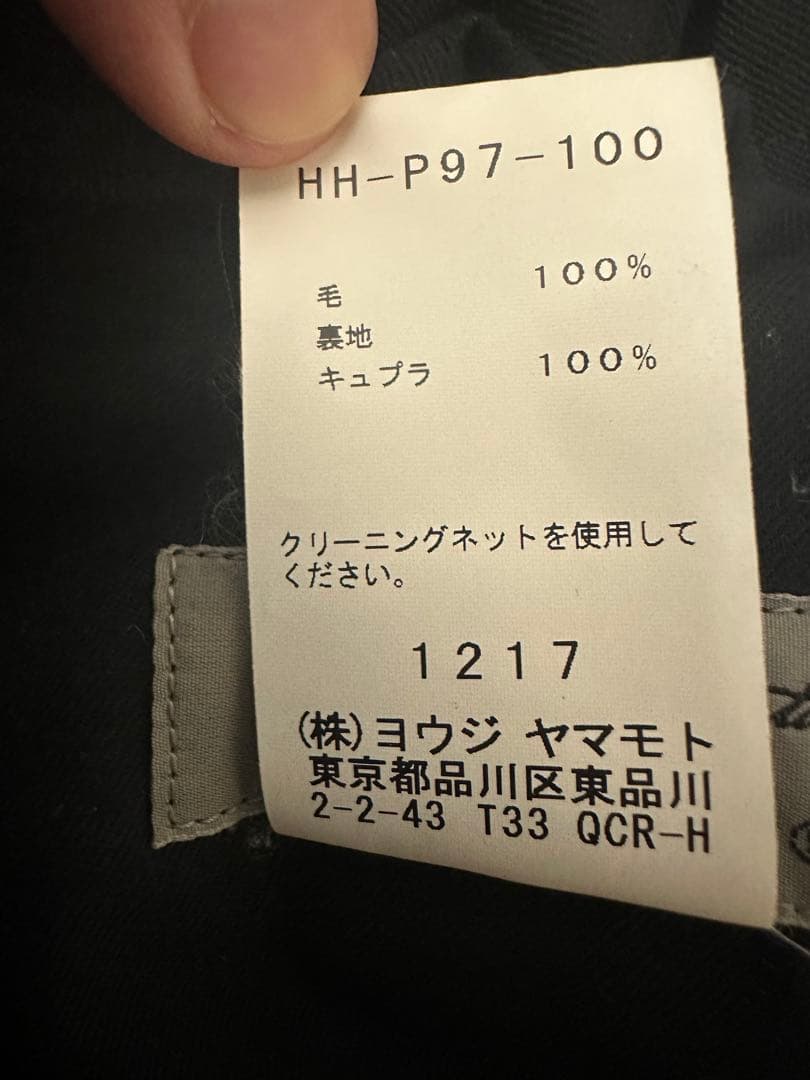 HH-P97-100
毛 100%
裏地
キュプラ 100%
クリーニングネットを使用して
ください。
1217
(株)ヨウジ ヤマモト
東京都品川区東品川
2-2-43 T33 QCR-H